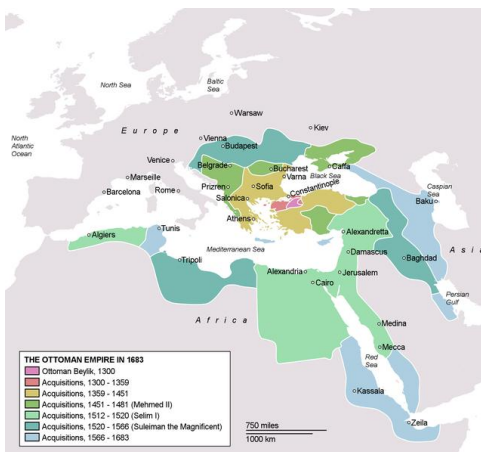 North Sea
Baltic
Sea
Warsaw
Kiev
Europe
North
Atlantic
Ocean
Vienna
Budapest
Venice
Belgrade
Bucharest
Caffa
Marseille
Varna
Black Sea
Caspian
Sea
Barcelona
Rome
Prizren
Sofia
Constantinople
Salonica
Baku
Athens
Algiers
Tunis
Mediterranean Sea
Alexandretta
Asi
Damascus
Baghdad
Tripoli
Alexandria
Jerusalem
Cairo
Persian
Gulf
Africa
Medina
Mecca
Red
Sea
Kassala
Zeila
THE OTTOMAN EMPIRE IN 1683
Ottoman Beylik, 1300
Acquisitions, 1300 - 1359
Acquisitions, 1359 - 1451
Acquisitions, 1451 - 1481 (Mehmed II)
Acquisitions, 1512 - 1520 (Selim I)
Acquisitions, 1520 - 1566 (Suleiman the Magnificent)
Acquisitions, 1566 - 1683
750 miles
1000 km